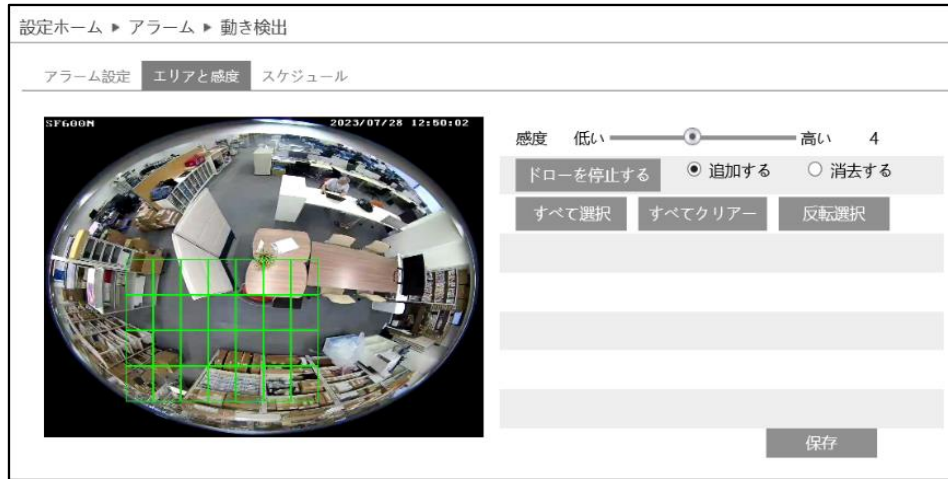 設定ホーム ▶ アラーム ▶ 動き検出
アラーム設定 エリアと感度 スケジュール
SF600N 2023/07/28 12:50:02
感度 低い 高い 4
ドローを停止する 追加する 消去する
すべて選択 すべてクリアー 反転選択
保存